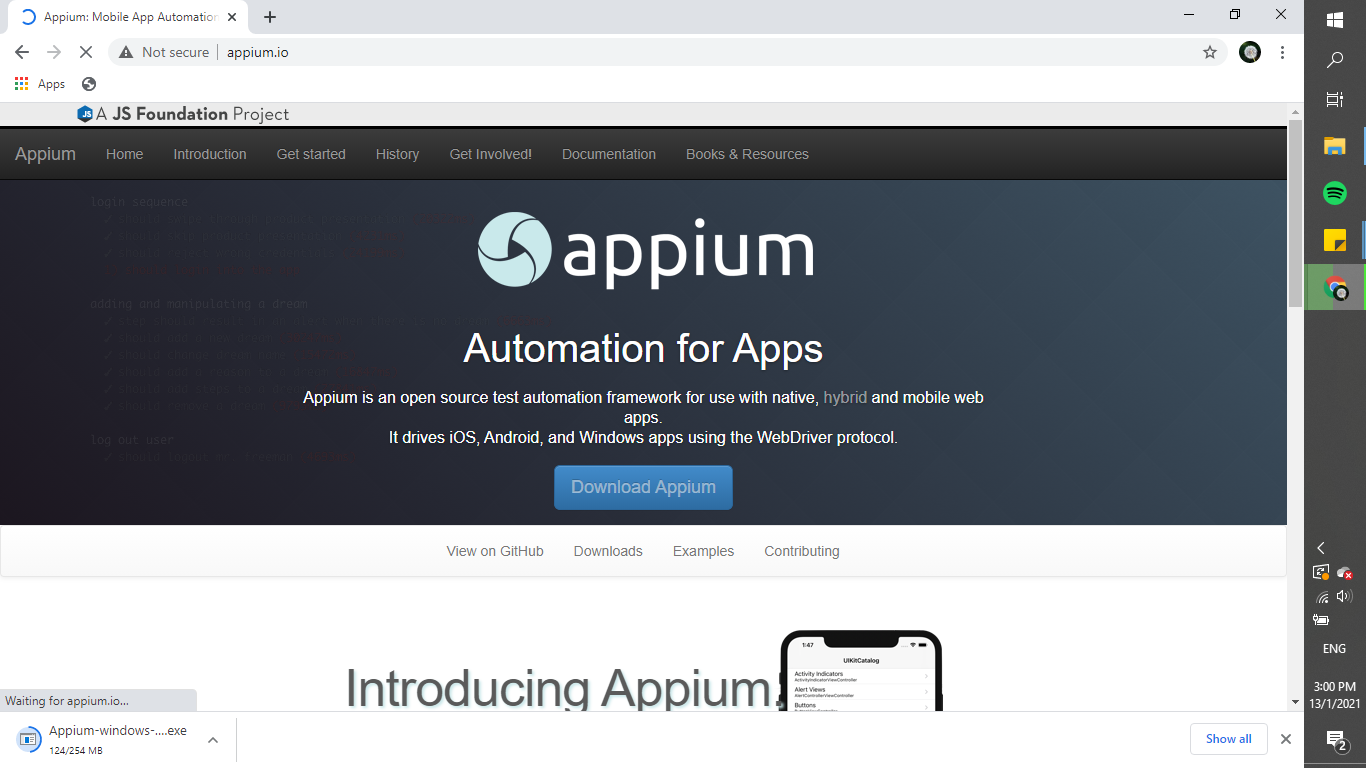 Appium: Mobile App Automation
Not secure
appium.io
Apps
JS A JS Foundation Project
Appium Home Introduction Get started History Get Involved! Documentation Books & Resources
login sequence
appium
adding and manipulating a dream
Automation for Apps
Appium is an open source test automation framework for use with native, hybrid and mobile web
apps.
It drives iOS, Android, and Windows apps using the WebDriver protocol.
log out user
Download Appium
View on GitHub Downloads Examples Contributing
1:47
UIKitCatalog
Introducing Appium.
Activity Indicators
ActivityIndicatorViewController
Alert Views
AlertControllerViewController
Buttons
Waiting for appium.io...
Appium-windows-....exe
124/254 MB
Show all
ENG
3:00 PM
13/1/2021
2